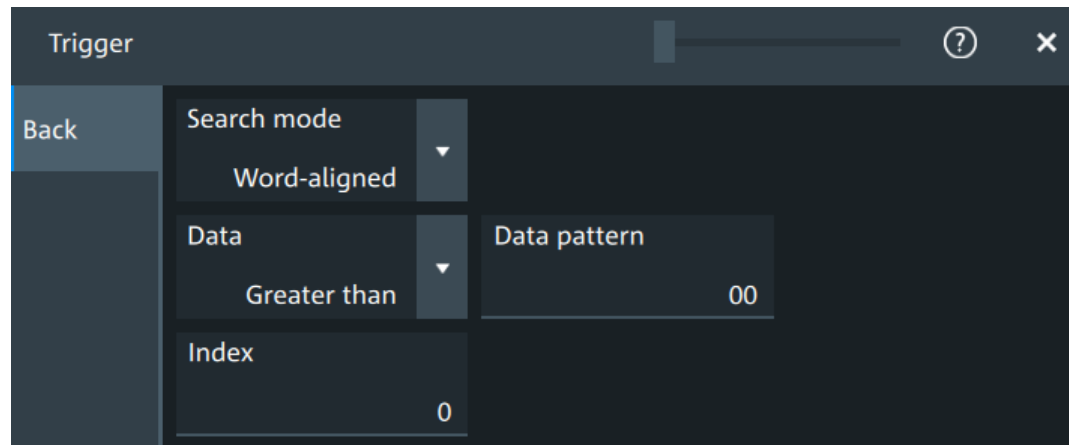 Trigger
?
Back
Search mode
Word-aligned
Data
Greater than
Data pattern
00
Index
0